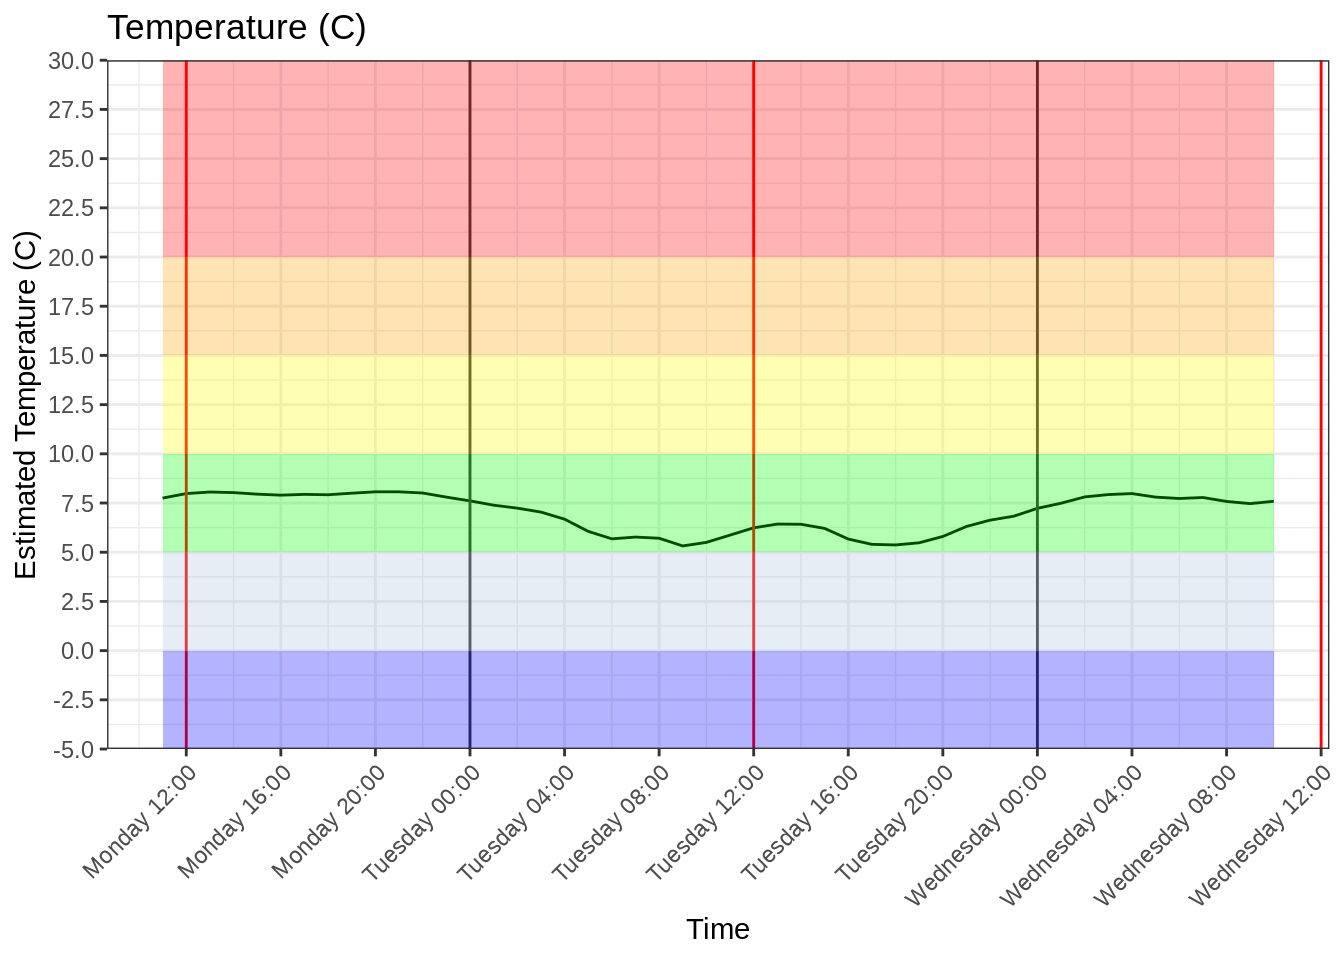 Temperature (C)
30.0
27.5
25.0
22.5
20.0
17.5
15.0
12.5
10.0
7.5
5.0
2.5
0.0
-2.5
-5.0
Estimated Temperature (C)
Monday 12:00
Monday 16:00
Monday 20:00
Tuesday 00:00
Tuesday 04:00
Tuesday 08:00
Tuesday 12:00
Tuesday 16:00
Tuesday 20:00
Wednesday 00:00
Wednesday 04:00
Wednesday 08:00
Wednesday 12:00
Time